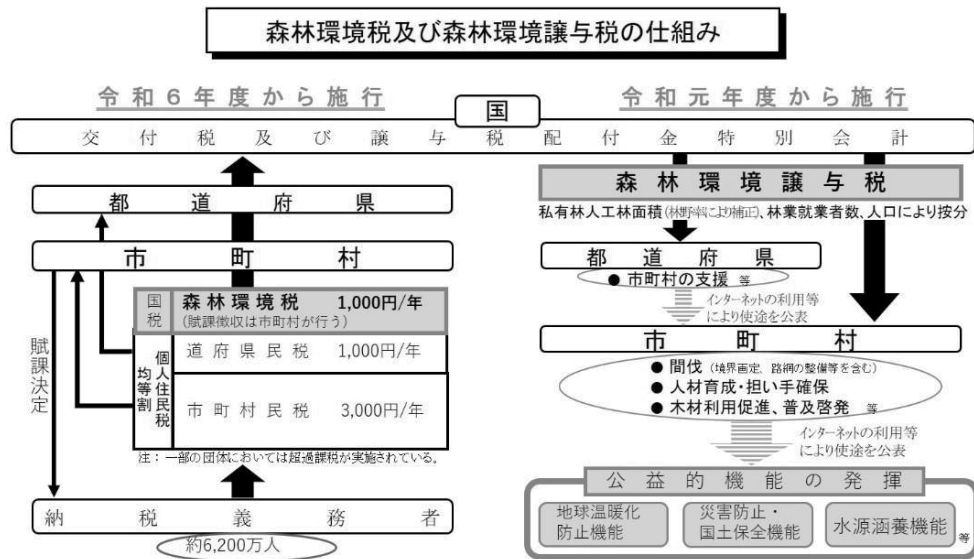 森林環境税及び森林環境譲与税の仕組み
令和６年度から施行
令和元年度から施行
国
交付税及び譲与税配付金特別会計
都道府県
市町村
国税
森林環境税 1,000円/年
(賦課徴収は市町村が行う)
個人住民税
均等割
道府県民税 1,000円/年
市町村民税 3,000円/年
注：一部の団体においては超過課税が実施されている。
賦課決定
納税義務者
約6,200万人
森林環境譲与税
私有林人工林面積(林野率により補正)、林業就業者数、人口により按分
都道府県
● 市町村の支援 等
インターネットの利用等
により使途を公表
市町村
● 間伐（境界画定、路網の整備等を含む）
● 人材育成・担い手確保
● 木材利用促進、普及啓発 等
インターネットの利用等
により使途を公表
公益的機能の発揮
地球温暖化
防止機能
災害防止・
国土保全機能
水源涵養機能
等